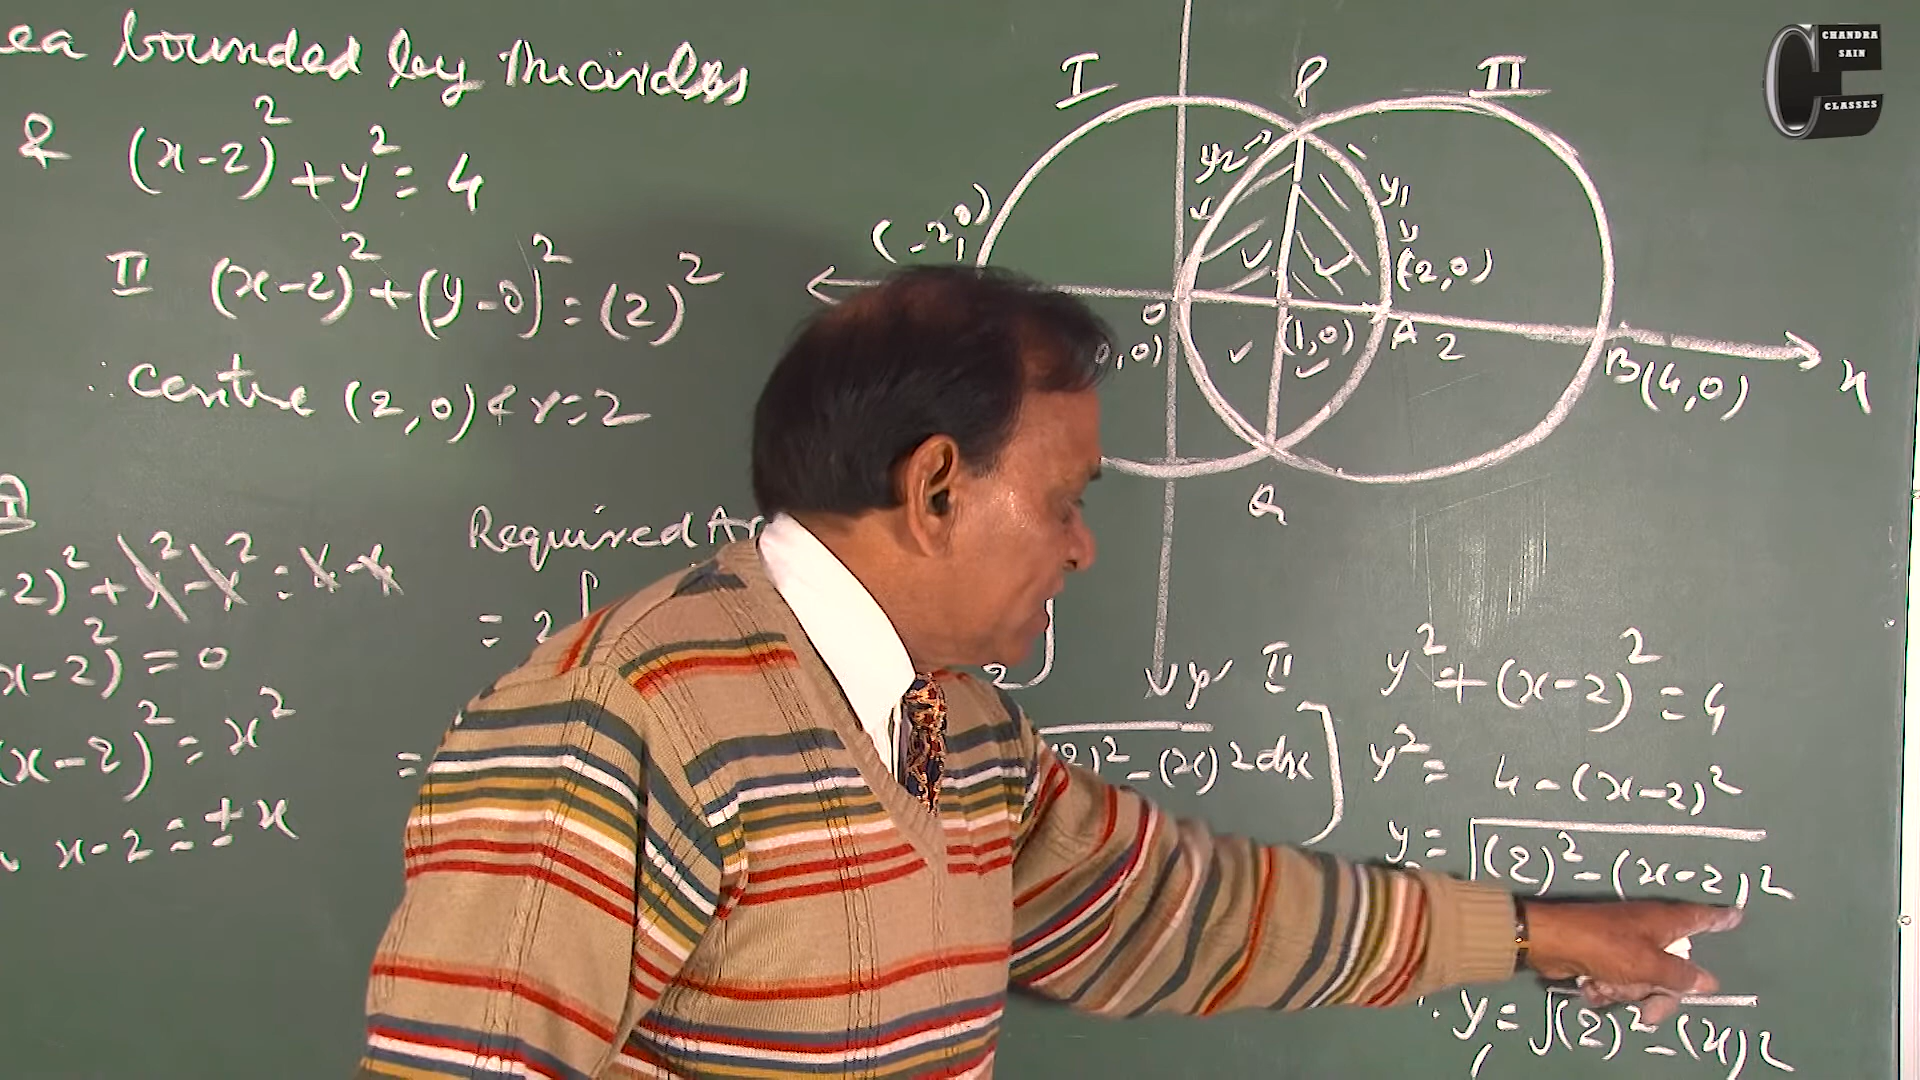 ea bounded by the circles
& (x-2)² + y² = 4
II (x-2)² + (y-0)² = (2)²
∴ centre (2,0) & r=2
2)² + x² - x² = 4 - 4
x-2)² = 0
(x-2)² = x²
x-2 = ± x
Required Ar
= 2 ∫
2
=
)² - (x)² dx
I
P
II
y2
y1
(-2,0)
(2,0)
O
0,0)
(1,0)
A
2
B(4,0)
x
Q
II
y² + (x-2)² = 4
y² = 4 - (x-2)²
y = √(2)² - (x-2)²
∴ y1 = √(2)² - (x)²
CHANDRA
SAIN
CLASSES